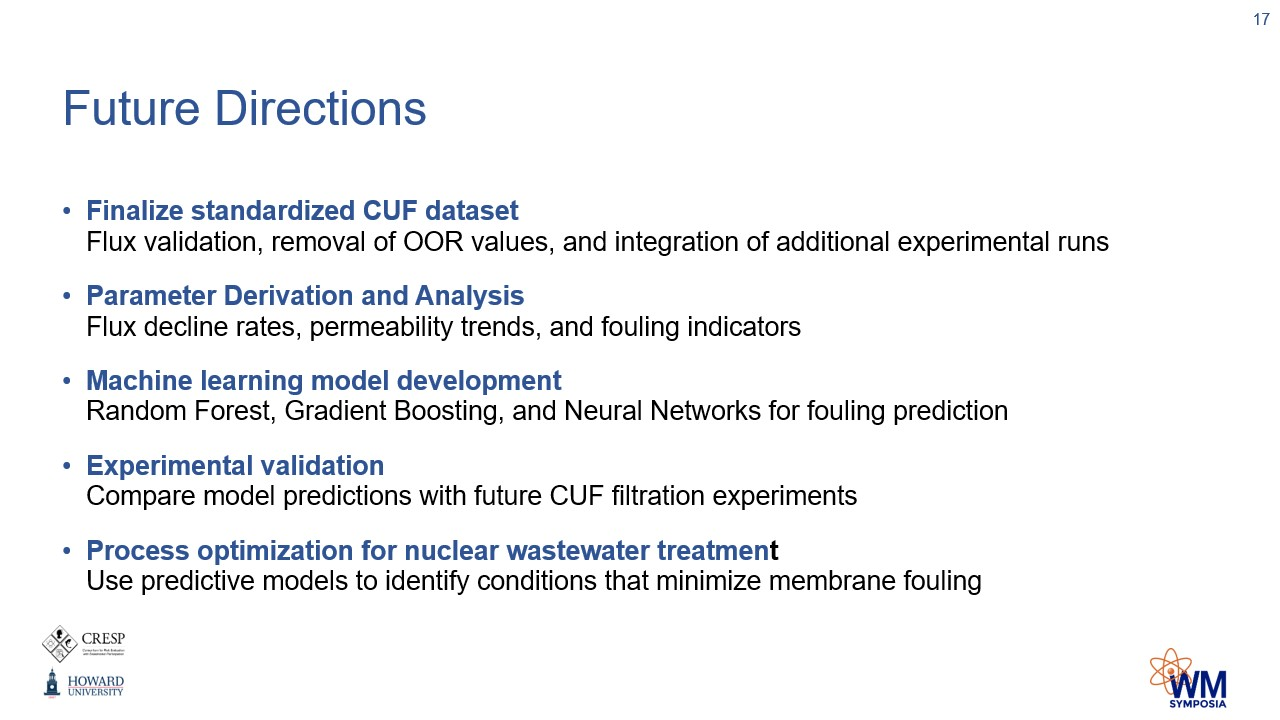 17
Future Directions
• Finalize standardized CUF dataset
Flux validation, removal of OOR values, and integration of additional experimental runs
• Parameter Derivation and Analysis
Flux decline rates, permeability trends, and fouling indicators
• Machine learning model development
Random Forest, Gradient Boosting, and Neural Networks for fouling prediction
• Experimental validation
Compare model predictions with future CUF filtration experiments
• Process optimization for nuclear wastewater treatment
Use predictive models to identify conditions that minimize membrane fouling
CRESP
HOWARD
UNIVERSITY
WM
SYMPOSIA